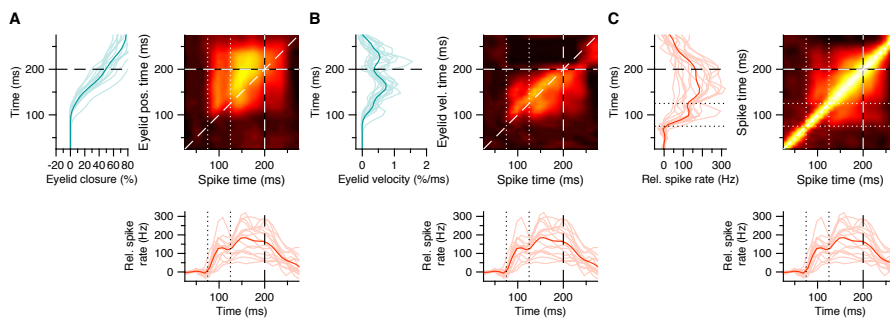 A
Time (ms)
200
100
-20 0 20 40 60 80
Eyelid closure (%)
Eyelid pos. time (ms)
200
100
100 200
Spike time (ms)
Rel. spike
rate (Hz)
300
200
100
0
100 200
Time (ms)
B
Time (ms)
200
100
0 1 2
Eyelid velocity (%/ms)
Eyelid vel. time
(ms)
200
100
100 200
Spike time (ms)
Rel. spike
rate (Hz)
300
200
100
0
100 200
Time (ms)
C
Time (ms)
200
100
0 100 300
Rel. spike rate (Hz)
Spike time (ms)
200
100
100 200
Spike time (ms)
Rel. spike
rate (Hz)
300
200
100
0
100 200
Time (ms)